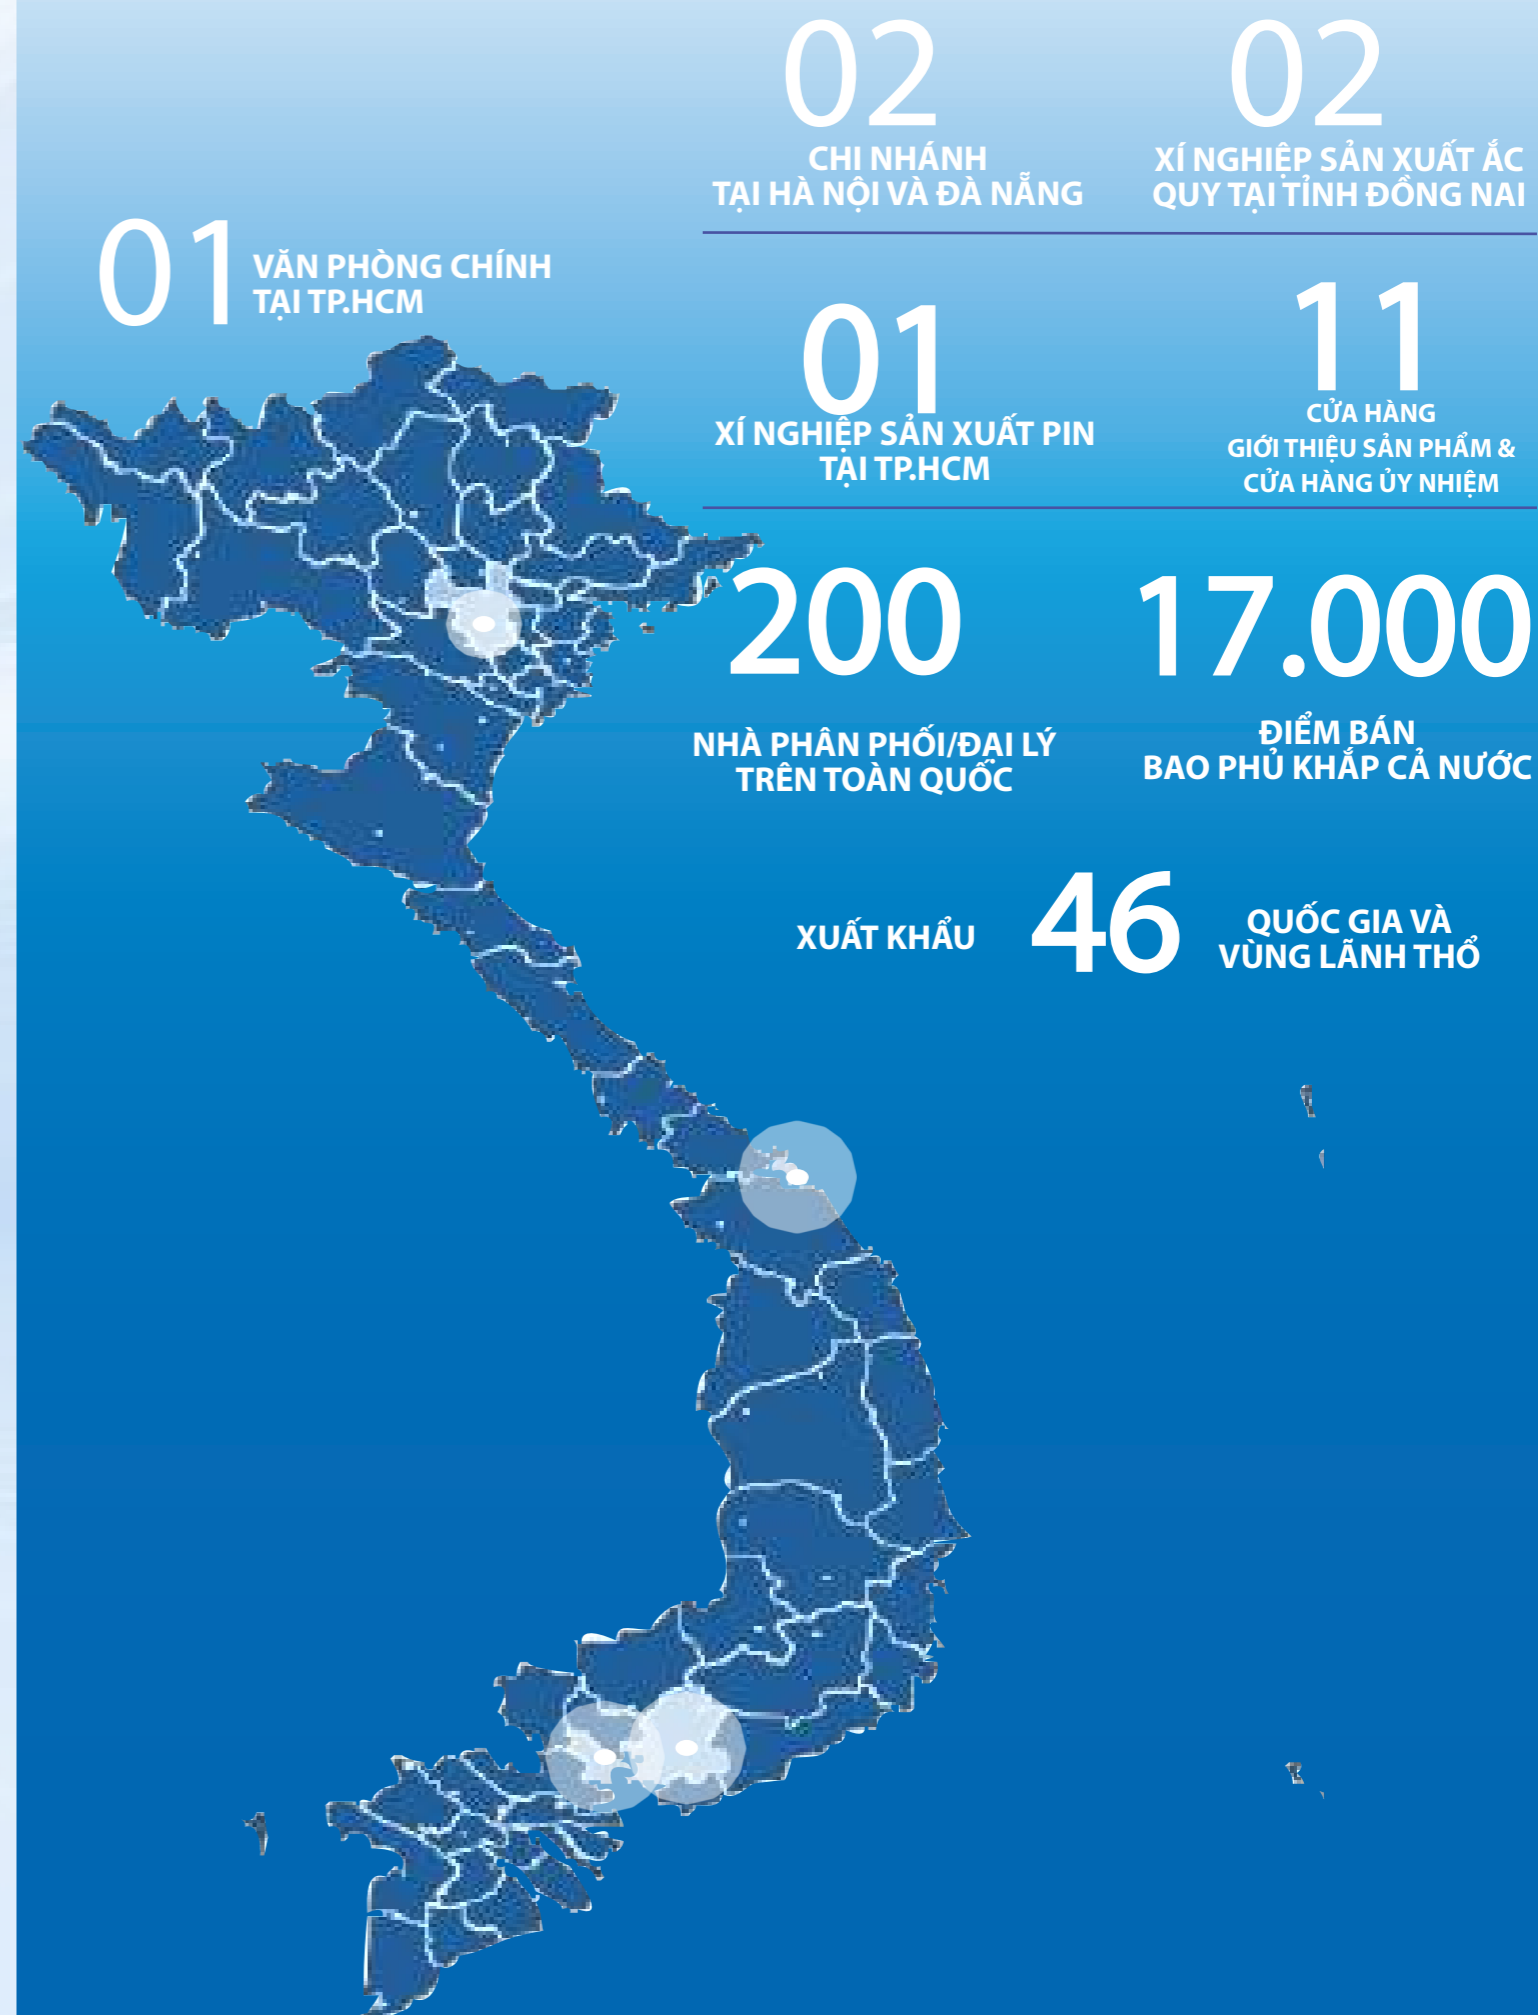 02
CHI NHÁNH
TẠI HÀ NỘI VÀ ĐÀ NẴNG
02
XÍ NGHIỆP SẢN XUẤT ẮC
QUY TẠI TỈNH ĐỒNG NAI
01
VĂN PHÒNG CHÍNH
TẠI TP.HCM
01
XÍ NGHIỆP SẢN XUẤT PIN
TẠI TP.HCM
11
CỬA HÀNG
GIỚI THIỆU SẢN PHẨM &
CỬA HÀNG ỦY NHIỆM
200
NHÀ PHÂN PHỐI/ĐẠI LÝ
TRÊN TOÀN QUỐC
17.000
ĐIỂM BÁN
BAO PHỦ KHẮP CẢ NƯỚC
XUẤT KHẨU
46
QUỐC GIA VÀ
VÙNG LÃNH THỔ